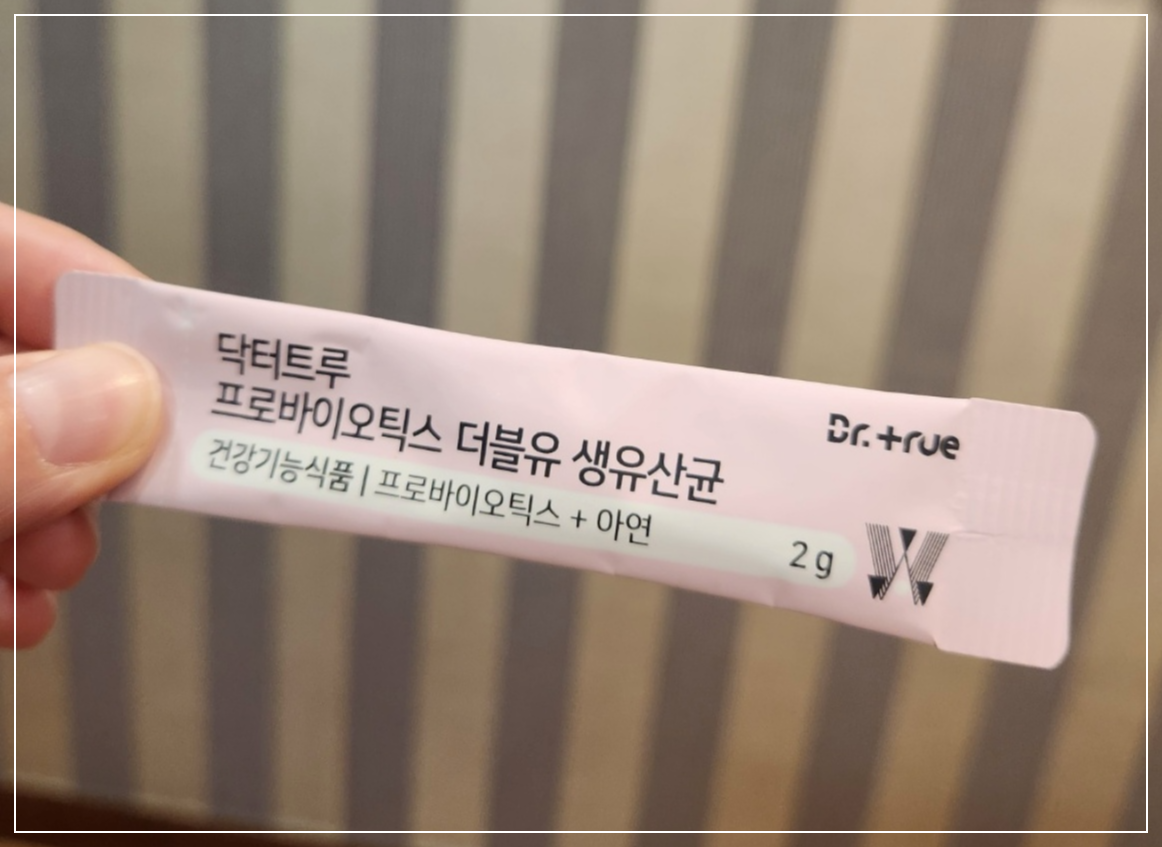 닥터트루
프로바이오틱스 더블유 생유산균
건강기능식품 | 프로바이오틱스 + 아연
2 g
Dr.+rue
W